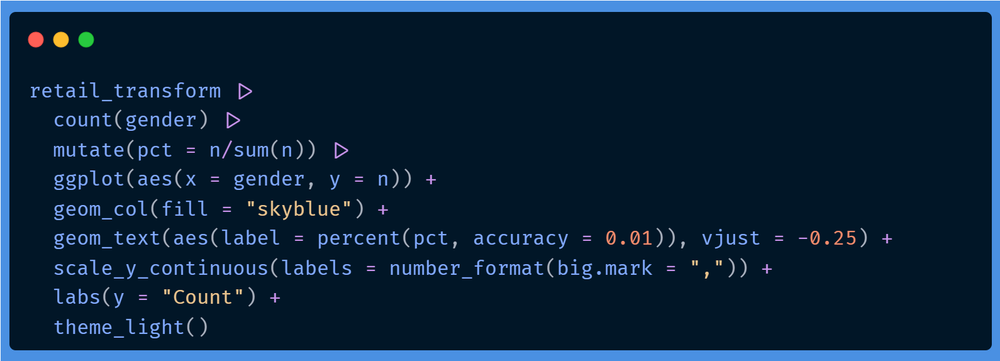 retail_transform |>
  count(gender) |>
  mutate(pct = n/sum(n)) |>
  ggplot(aes(x = gender, y = n)) +
  geom_col(fill = "skyblue") +
  geom_text(aes(label = percent(pct, accuracy = 0.01)), vjust = -0.25) +
  scale_y_continuous(labels = number_format(big.mark = ",")) +
  labs(y = "Count") +
  theme_light()